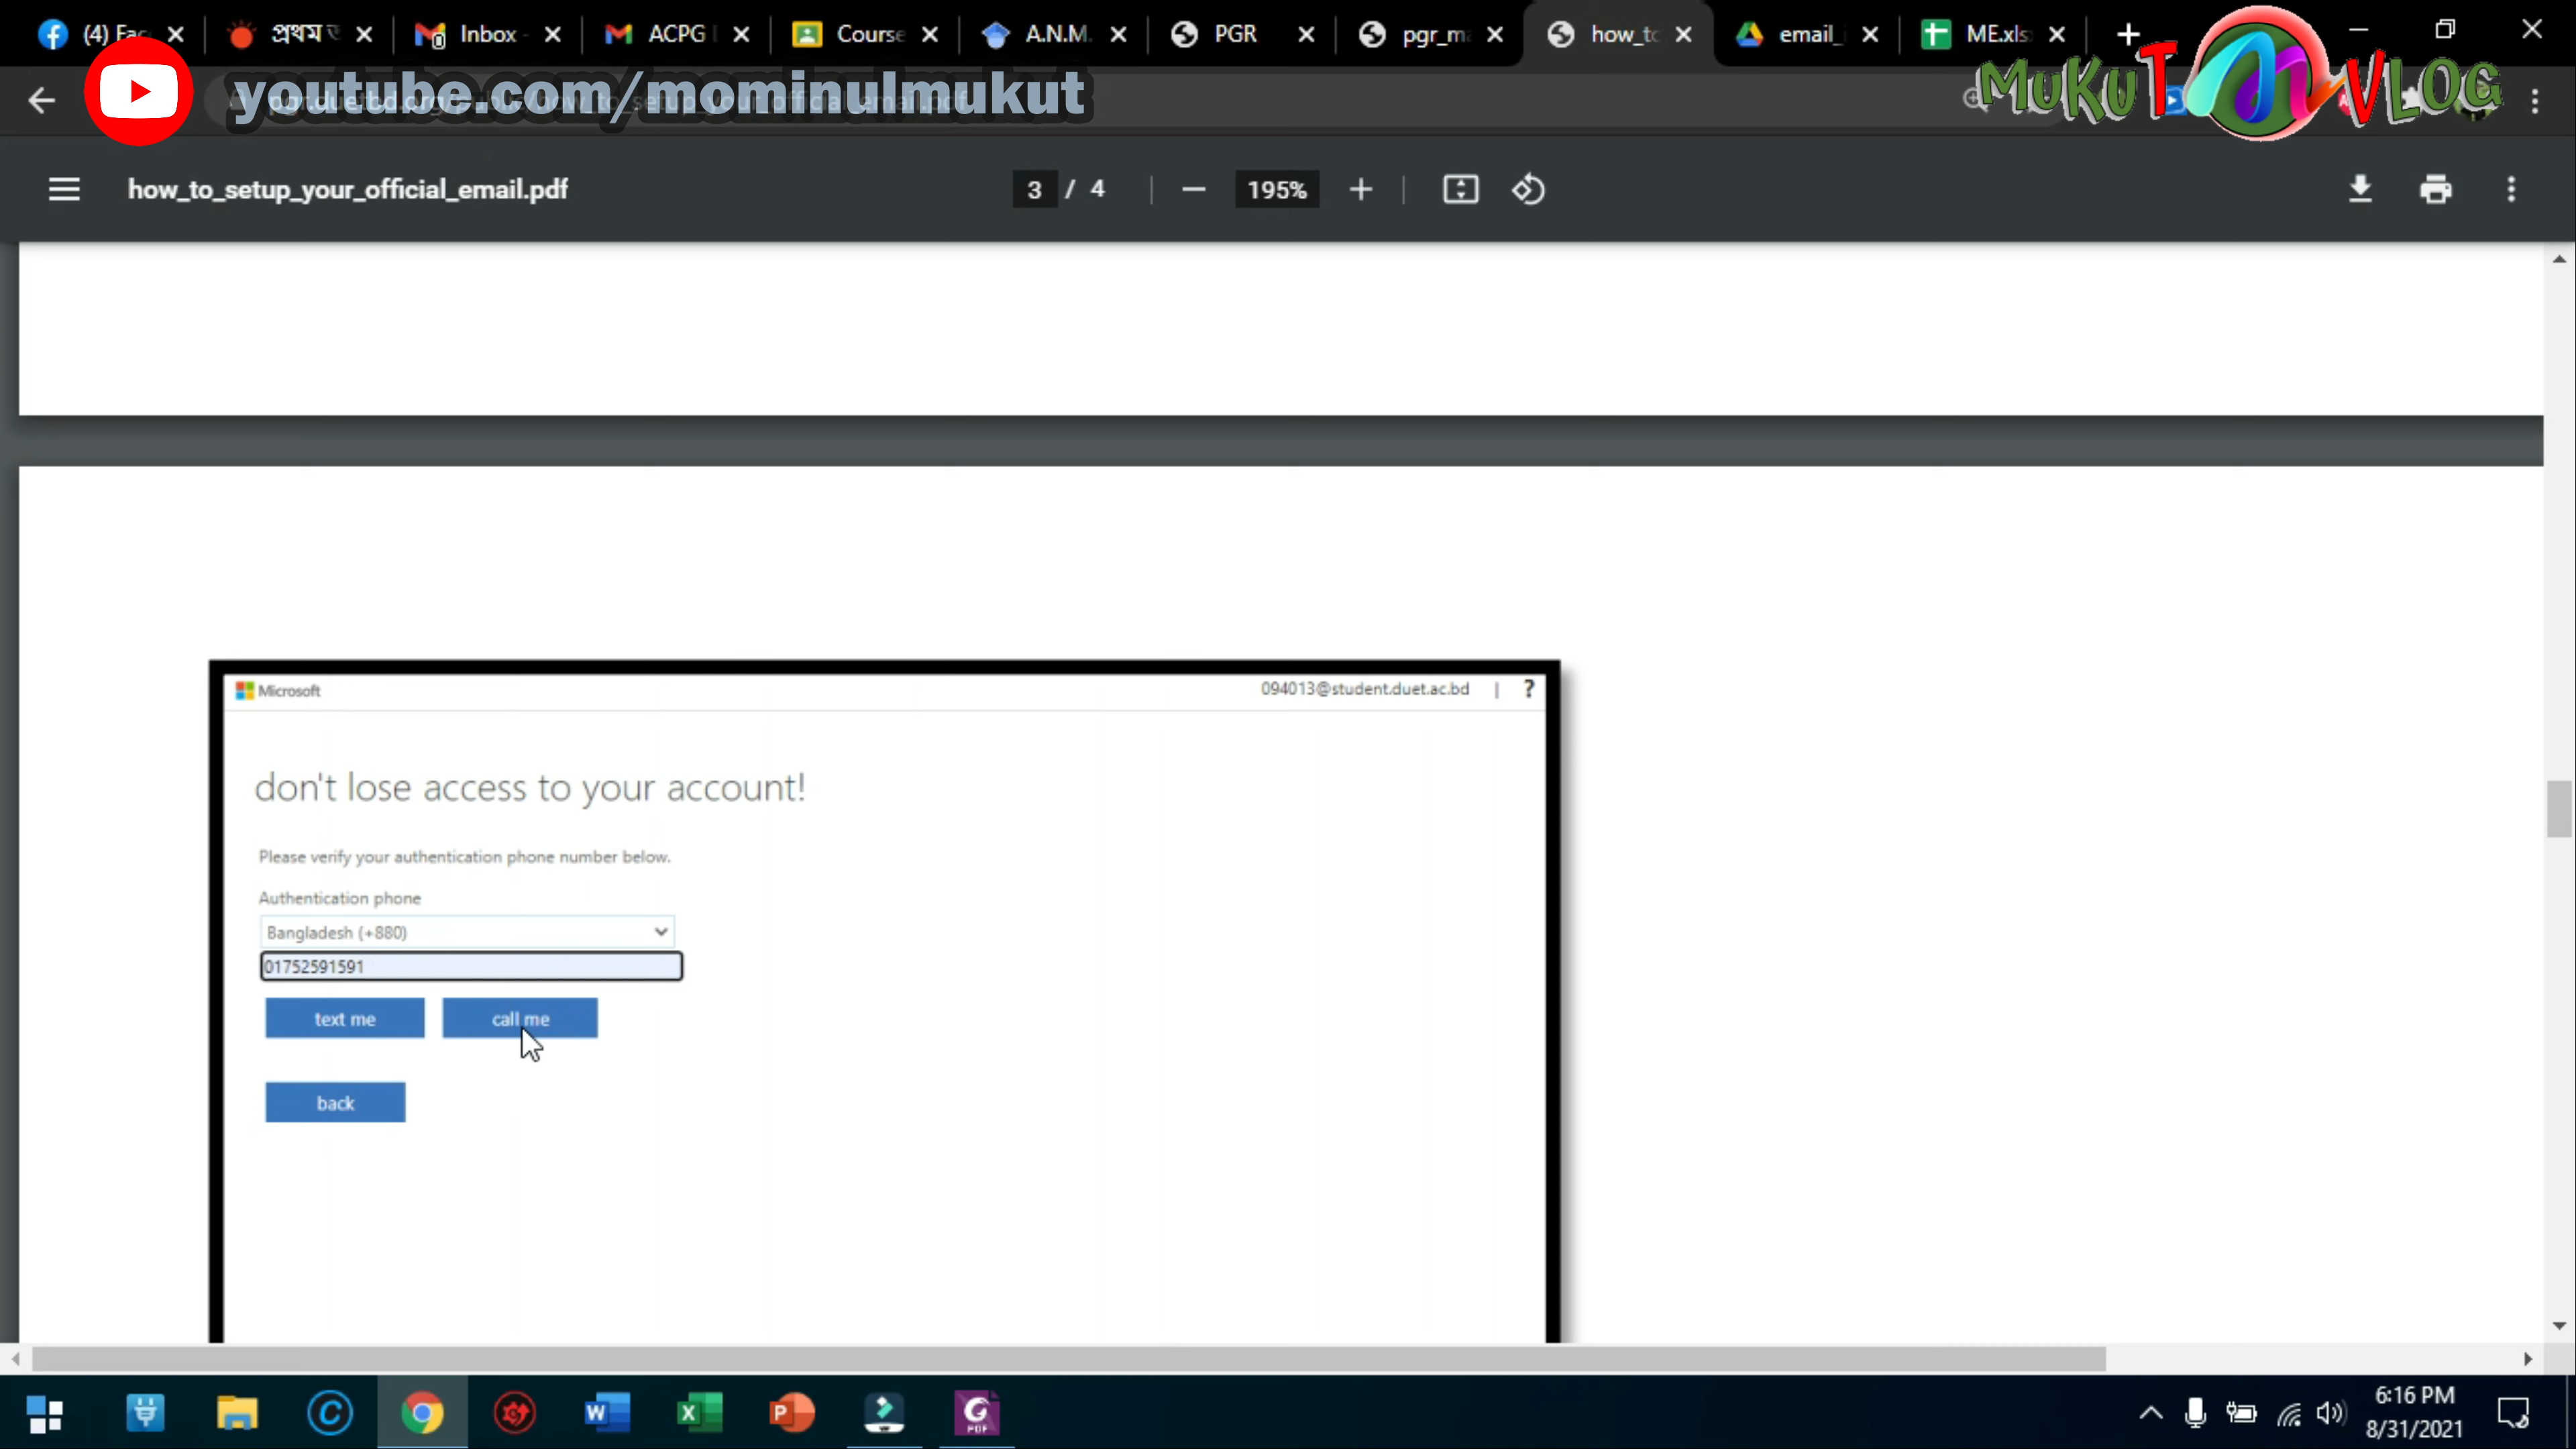 (4) Fac
প্রথম
Inbox -
ACPG
Course
A.N.M.
PGR
pgr_ma
how_to
email_
ME.xls
youtube.com/mominulmukut
MUKUT VLOG
how_to_setup_your_official_email.pdf
3 / 4
195%
Microsoft
094013@student.duet.ac.bd | ?
don't lose access to your account!
Please verify your authentication phone number below.
Authentication phone
Bangladesh (+880)
01752591591
text me
call me
back
6:16 PM
8/31/2021